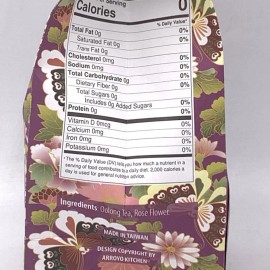 of serving
Calories 0
% Daily Value*
Total Fat 0g 0%
Saturated Fat 0g 0%
Trans Fat 0g
Cholesterol 0mg 0%
Sodium 0mg 0%
Total Carbohydrate 0g 0%
Dietary Fiber 0g 0%
Total Sugars 0g
Includes 0g Added Sugars 0%
Protein 0g 0%
Vitamin D 0mcg 0%
Calcium 0mg 0%
Iron 0mg 0%
Potassium 0mg 0%
*The % Daily Value (DV) tells you how much a nutrient in a
serving of food contributes to a daily diet. 2,000 calories a
day is used for general nutrition advice.
Ingredients: Oolong Tea, Rose Flower.
MADE IN TAIWAN
DESIGN COPYRIGHT BY
ARROYO KITCHEN